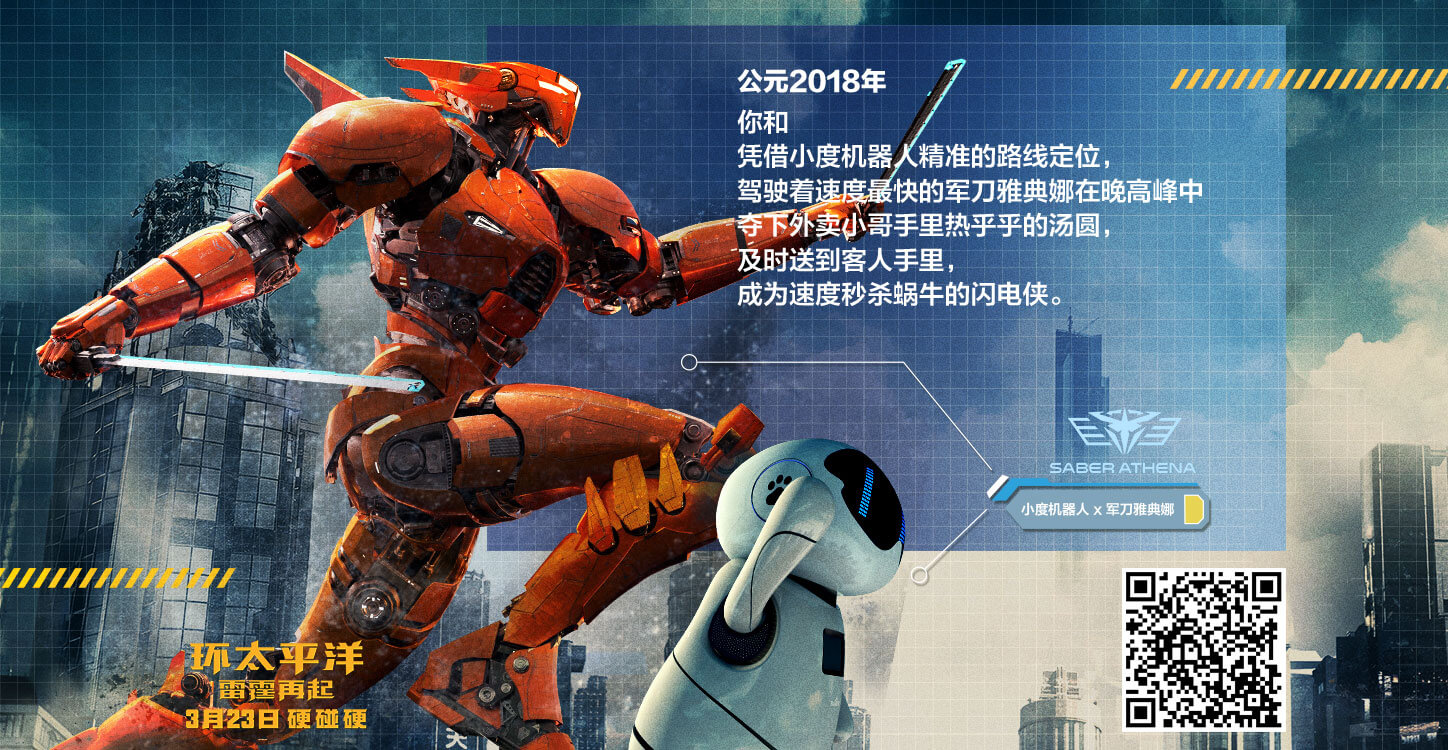 公元2018年
你和
凭借小度机器人精准的路线定位，
驾驶着速度最快的军刀雅典娜在晚高峰中
夺下外卖小哥手里热乎乎的汤圆，
及时送到客人手里，
成为速度秒杀蜗牛的闪电侠。
SABER ATHENA
小度机器人 x 军刀雅典娜
环太平洋
雷霆再起
3月23日 硬碰硬
天